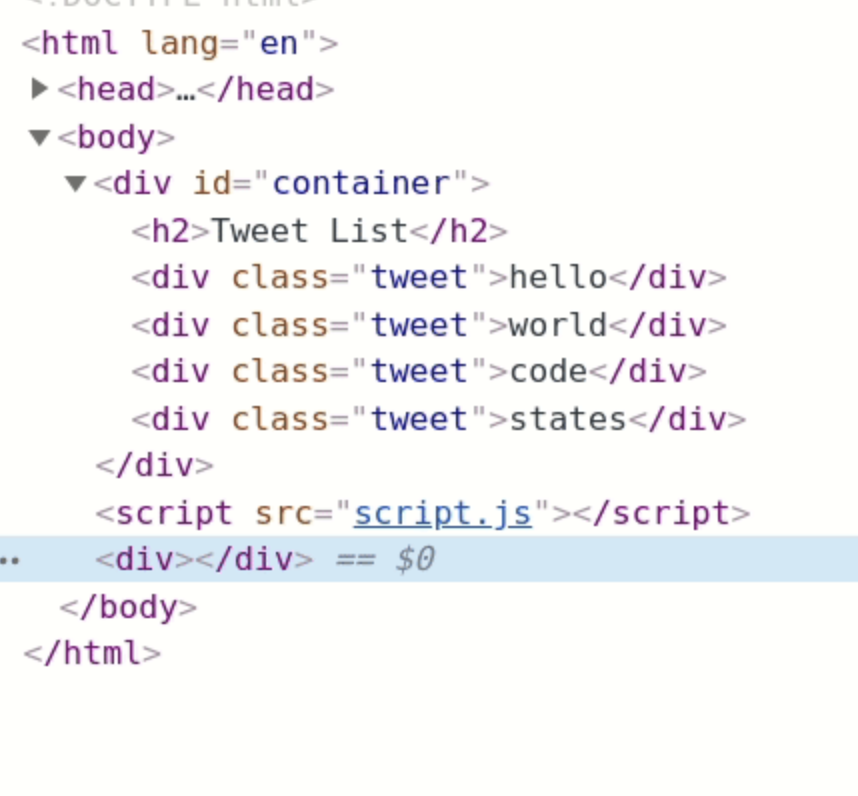 <!DOCTYPE html>
<html lang="en">
▶<head>…</head>
▼<body>
▼<div id="container">
<h2>Tweet List</h2>
<div class="tweet">hello</div>
<div class="tweet">world</div>
<div class="tweet">code</div>
<div class="tweet">states</div>
</div>
<script src="script.js"></script>
<div></div> == $0
</body>
</html>